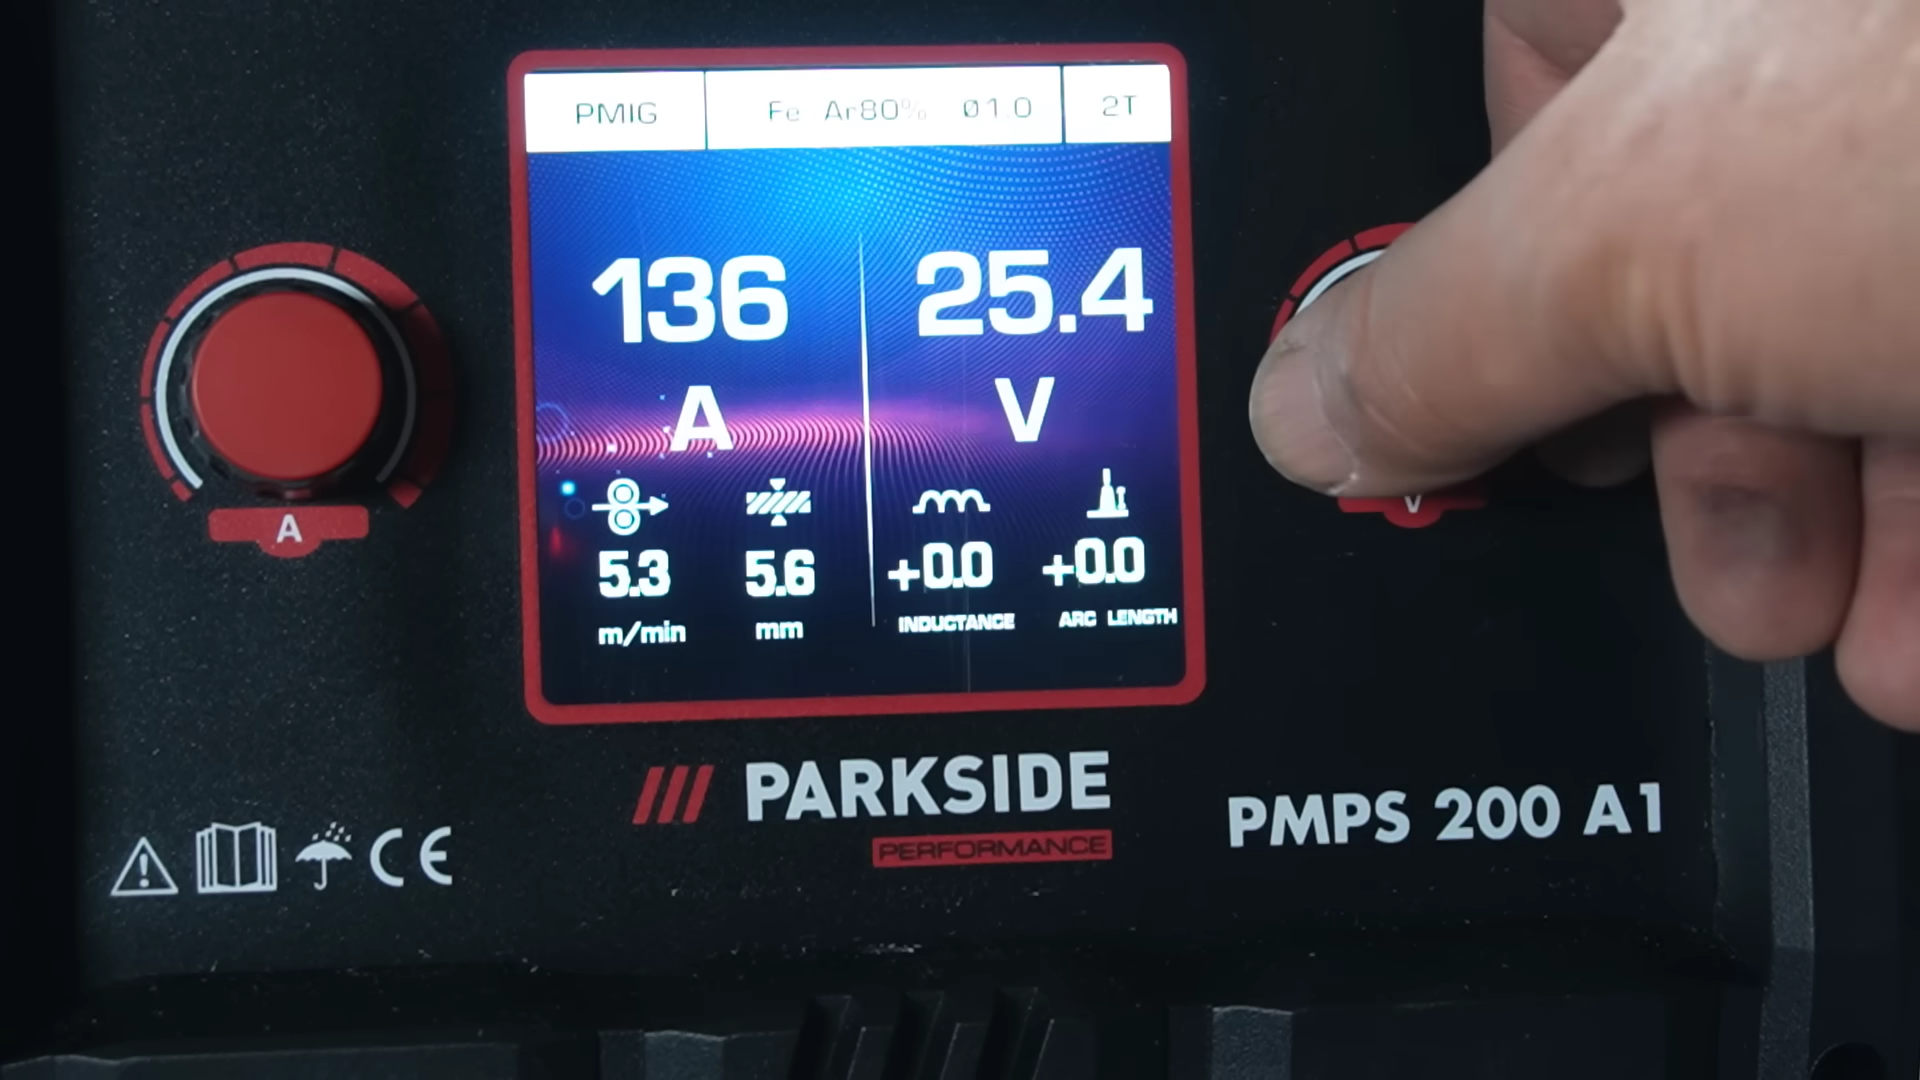 PMIG Fe Ar80% Ø1.0 2T
136 25.4
A V
5.3 5.6 +0.0 +0.0
m/min mm INDUCTANCE ARC LENGTH
A
V
PARKSIDE
PERFORMANCE
PMPS 200 A1
CE